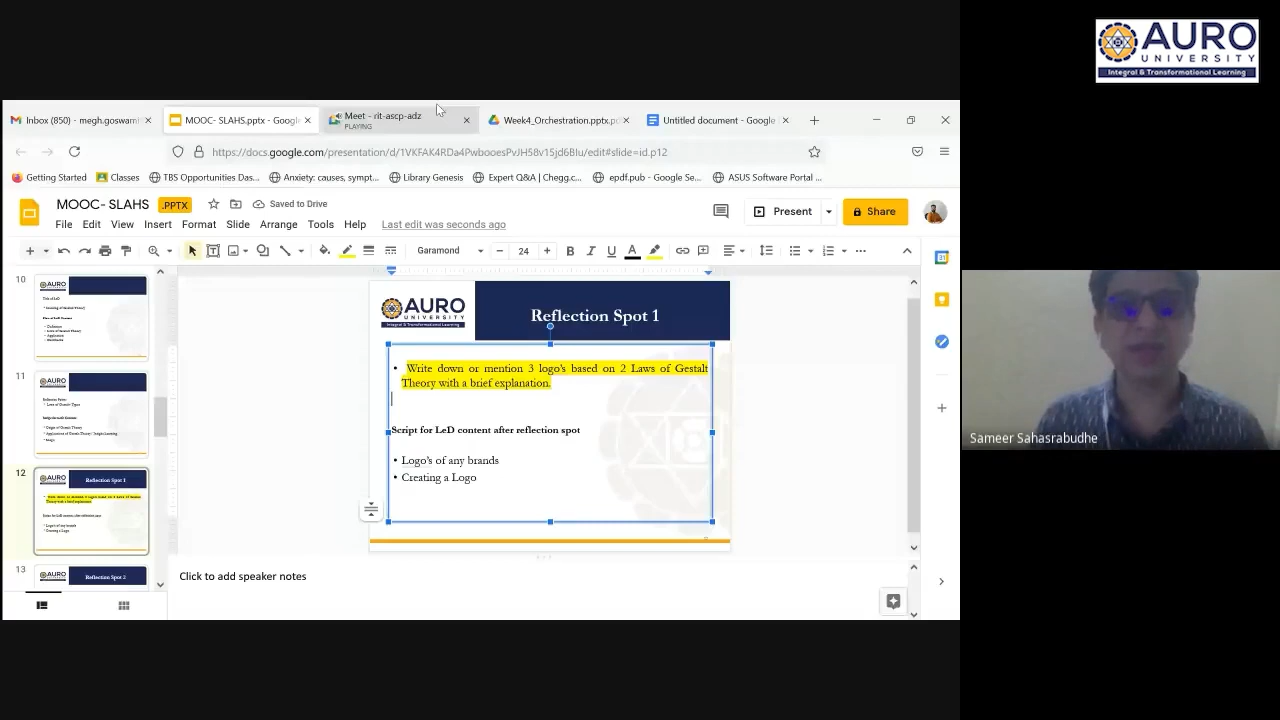 AURO
UNIVERSITY
Integral & Transformational Learning
Inbox (850) - megh.goswam
MOOC- SLAHS.pptx - Google
Meet - rit-ascp-adz
PLAYING
Week4_Orchestration.pptx.pd
Untitled document - Google
https://docs.google.com/presentation/d/1VKFAK4RDa4PwbooesPvJH58v15jd6Blu/edit#slide=id.p12
Getting Started
Classes
TBS Opportunities Das...
Anxiety: causes, sympt...
Library Genesis
Expert Q&A | Chegg.c...
epdf.pub - Google Se...
ASUS Software Portal ...
MOOC- SLAHS
.PPTX
Saved to Drive
Present
Share
File Edit View Insert Format Slide Arrange Tools Help Last edit was seconds ago
Garamond
24
10
11
12
13
AURO
UNIVERSITY
Integral & Transformational Learning
Reflection Spot 1
• Write down or mention 3 logo's based on 2 Laws of Gestalt
Theory with a brief explanation.
Script for LeD content after reflection spot
• Logo's of any brands
• Creating a Logo
Reflection Spot 1
Reflection Spot 2
Click to add speaker notes
Sameer Sahasrabudhe